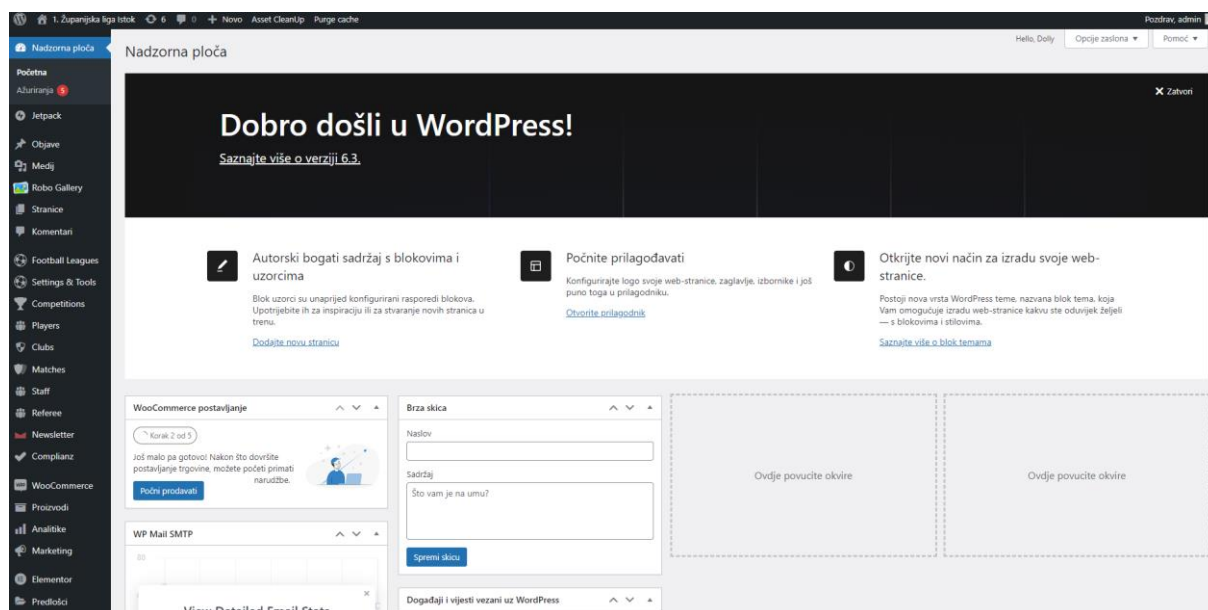 1. Županijska liga Istok 6 0 Novo Asset CleanUp Purge cache Pozdrav, admin
Nadzorna ploča
Početna
Ažuriranja 5
Jetpack
Objave
Medij
Robo Gallery
Stranice
Komentari
Football Leagues
Settings & Tools
Competitions
Players
Clubs
Matches
Staff
Referee
Newsletter
Complianz
WooCommerce
Proizvodi
Analitike
Marketing
Elementor
Predlošci
Nadzorna ploča
Hello, Dolly Opcije zaslona Pomoć
Zatvori
Dobro došli u WordPress!
Saznajte više o verziji 6.3.
Autorski bogati sadržaj s blokovima i
uzorcima
Blok uzorci su unaprijed konfigurirani rasporedi blokova.
Upotrijebite ih za inspiraciju ili za stvaranje novih stranica u
trenu.
Dodajte novu stranicu
Počnite prilagođavati
Konfigurirajte logo svoje web-stranice, zaglavlje, izbornike i još
puno toga u prilagodniku.
Otvorite prilagodnik
Otkrijte novi način za izradu svoje web-
stranice.
Postoji nova vrsta WordPress teme, nazvana blok tema, koja
Vam omogućuje izradu web-stranice kakvu ste oduvijek željeli
— s blokovima i stilovima.
Saznajte više o blok temama
WooCommerce postavljanje
Korak 2 od 5
Još malo pa gotovo! Nakon što dovršite
postavljanje trgovine, možete početi primati
narudžbe.
Počni prodavati
WP Mail SMTP
View Detailed Email Stats
Brza skica
Naslov
Sadržaj
Što vam je na umu?
Spremi skicu
Događaji i vijesti vezani uz WordPress
Ovdje povucite okvire
Ovdje povucite okvire